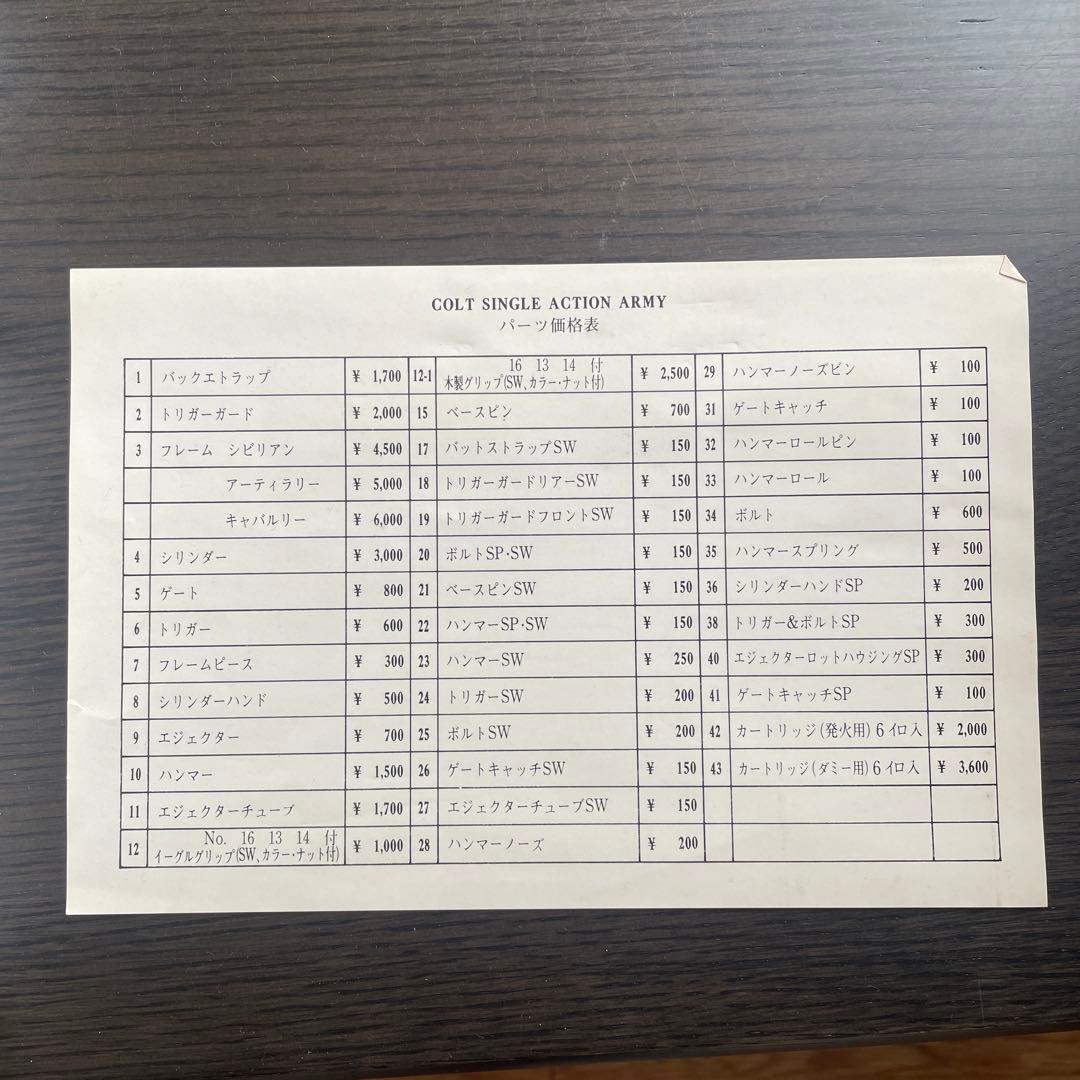 COLT SINGLE ACTION ARMY
パーツ価格表
1 バックエトラップ ¥ 1,700
2 トリガーガード ¥ 2,000
3 フレーム シビリアン ¥ 4,500
アーティラリー ¥ 5,000
キャバルリー ¥ 6,000
4 シリンダー ¥ 3,000
5 ゲート ¥ 800
6 トリガー ¥ 600
7 フレームピース ¥ 300
8 シリンダーハンド ¥ 500
9 エジェクター ¥ 700
10 ハンマー ¥ 1,500
11 エジェクターチューブ ¥ 1,700
No. 16 13 14 付
12 イーグルグリップ(SW、カラー・ナット付) ¥ 1,000
16 13 14 付
12-1 木製グリップ(SW、カラー・ナット付) ¥ 2,500
15 ベースピン ¥ 700
17 バットストラップSW ¥ 150
18 トリガーガードリアーSW ¥ 150
19 トリガーガードフロントSW ¥ 150
20 ボルトSP・SW ¥ 150
21 ベースピンSW ¥ 150
22 ハンマーSP・SW ¥ 150
23 ハンマーSW ¥ 250
24 トリガーSW ¥ 200
25 ボルトSW ¥ 200
26 ゲートキャッチSW ¥ 150
27 エジェクターチューブSW ¥ 150
28 ハンマーノーズ ¥ 200
29 ハンマーノーズピン ¥ 100
31 ゲートキャッチ ¥ 100
32 ハンマーロールピン ¥ 100
33 ハンマーロール ¥ 100
34 ボルト ¥ 600
35 ハンマースプリング ¥ 500
36 シリンダーハンドSP ¥ 200
38 トリガー&ボルトSP ¥ 300
40 エジェクターロットハウジングSP ¥ 300
41 ゲートキャッチSP ¥ 100
42 カートリッジ(発火用)6イロ入 ¥ 2,000
43 カートリッジ(ダミー用)6イロ入 ¥ 3,600